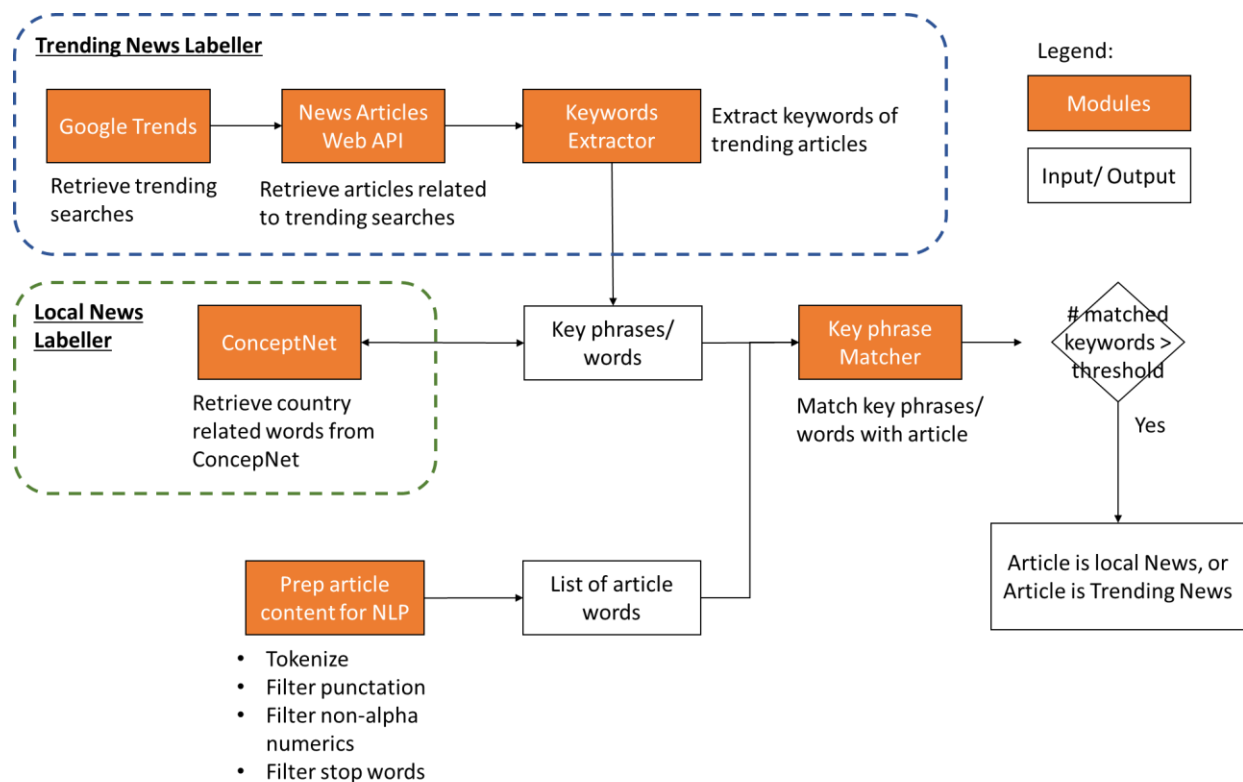 Trending News Labeller
Google Trends
Retrieve trending
searches
News Articles
Web API
Retrieve articles related
to trending searches
Keywords
Extractor
Extract keywords of
trending articles
Legend:
Modules
Input/ Output
Local News
Labeller
ConceptNet
Retrieve country
related words from
ConcepNet
Key phrases/
words
Key phrase
Matcher
Match key phrases/
words with article
# matched
keywords >
threshold
Yes
Article is local News, or
Article is Trending News
Prep article
content for NLP
• Tokenize
• Filter punctation
• Filter non-alpha
numerics
• Filter stop words
List of article
words